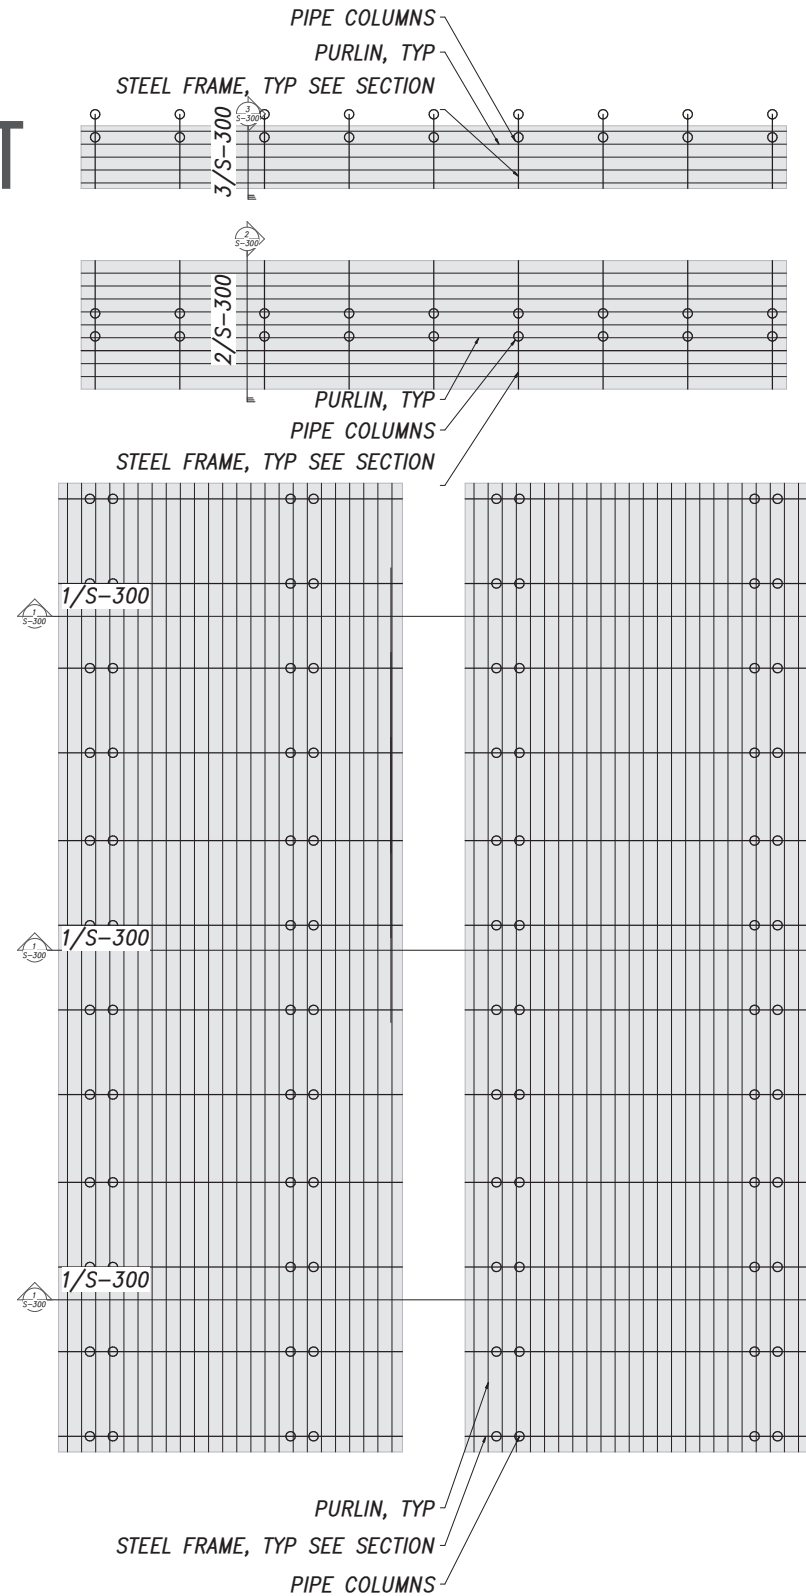 PIPE COLUMNS
PURLIN, TYP
STEEL FRAME, TYP SEE SECTION
T
3
S-300
3/S-300
2
S-300
2/S-300
PURLIN, TYP
PIPE COLUMNS
STEEL FRAME, TYP SEE SECTION
1/S-300
1
S-300
1/S-300
1
S-300
1/S-300
1
S-300
PURLIN, TYP
STEEL FRAME, TYP SEE SECTION
PIPE COLUMNS